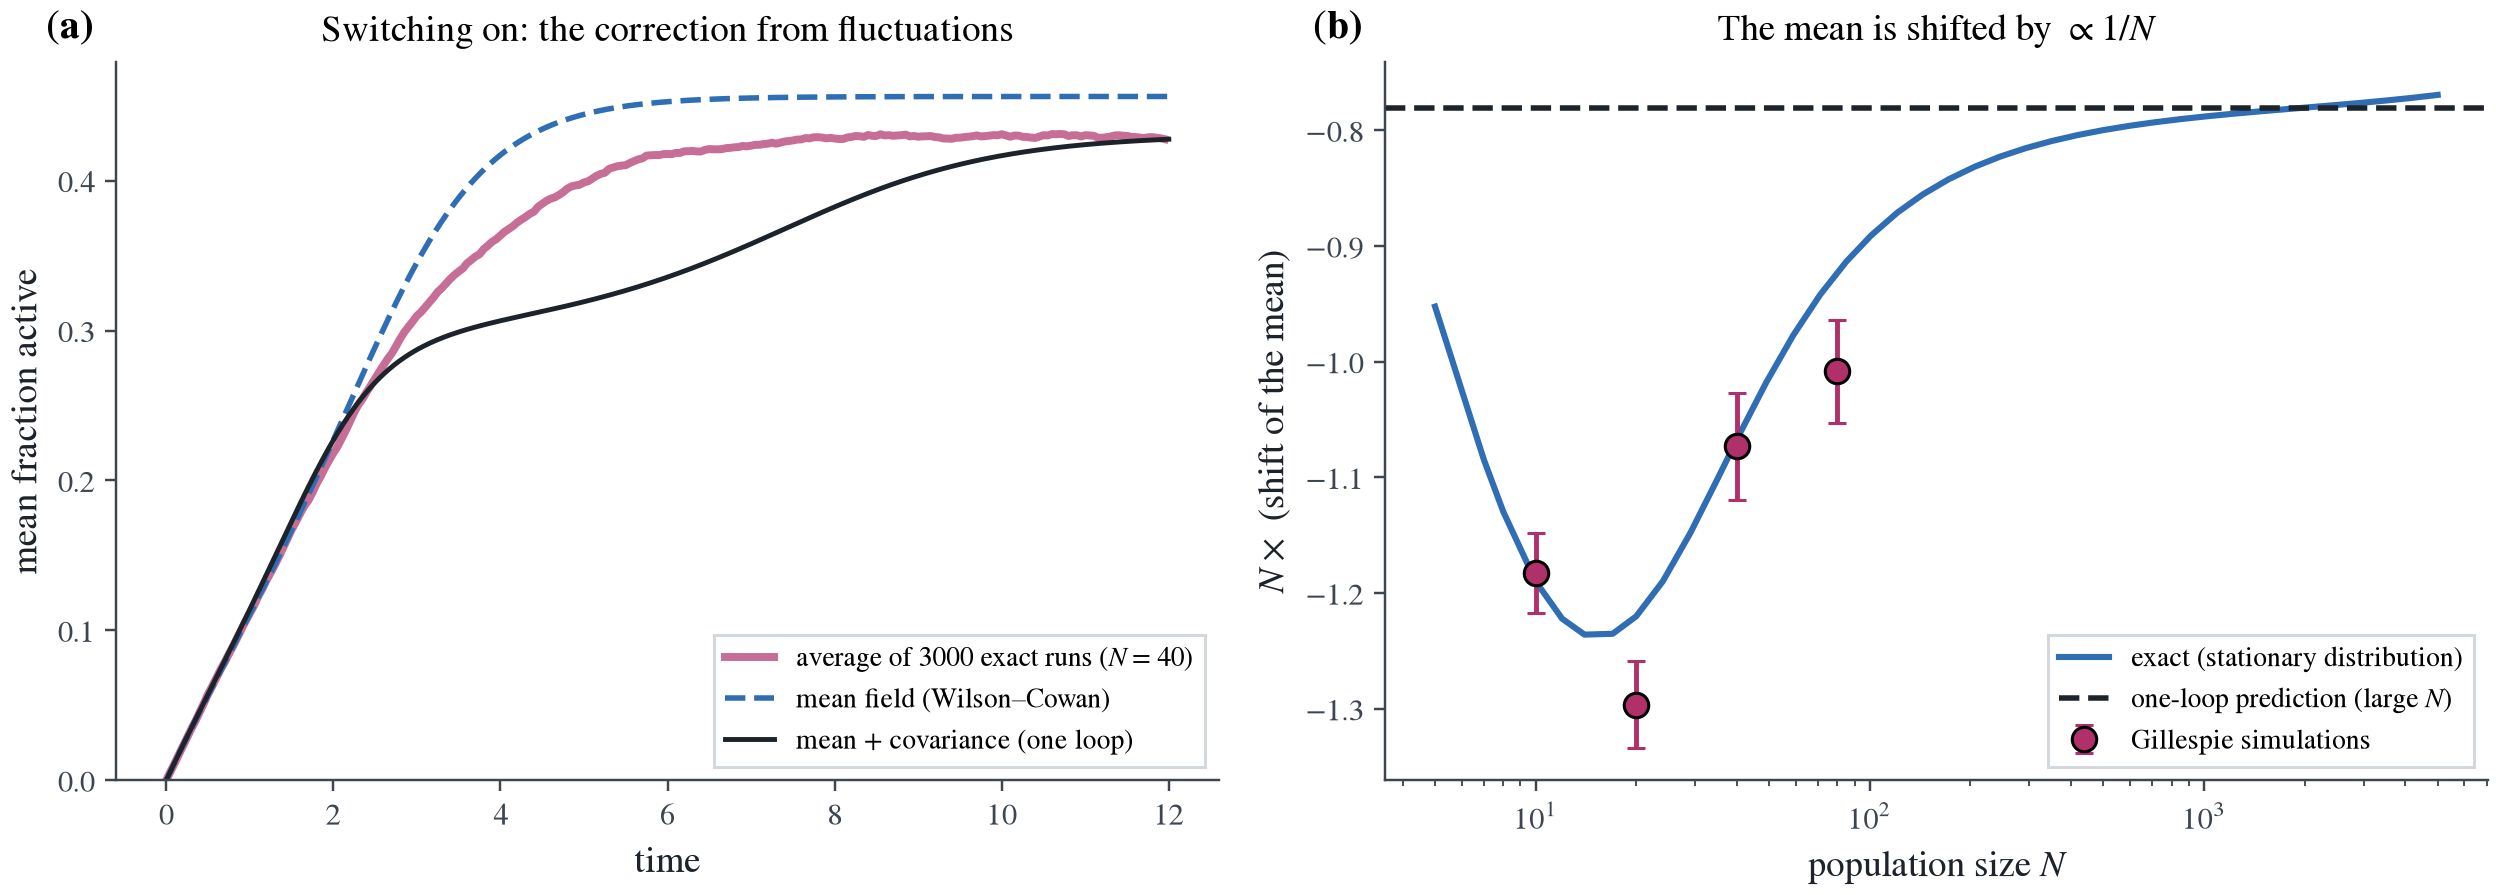 (a)
Switching on: the correction from fluctuations
mean fraction active
0.4
0.3
0.2
0.1
0.0
0 2 4 6 8 10 12
time
average of 3000 exact runs (N = 40)
mean field (Wilson–Cowan)
mean + covariance (one loop)
(b)
The mean is shifted by ∝ 1/N
N × (shift of the mean)
−0.8
−0.9
−1.0
−1.1
−1.2
−1.3
10¹ 10² 10³
population size N
exact (stationary distribution)
one-loop prediction (large N)
Gillespie simulations